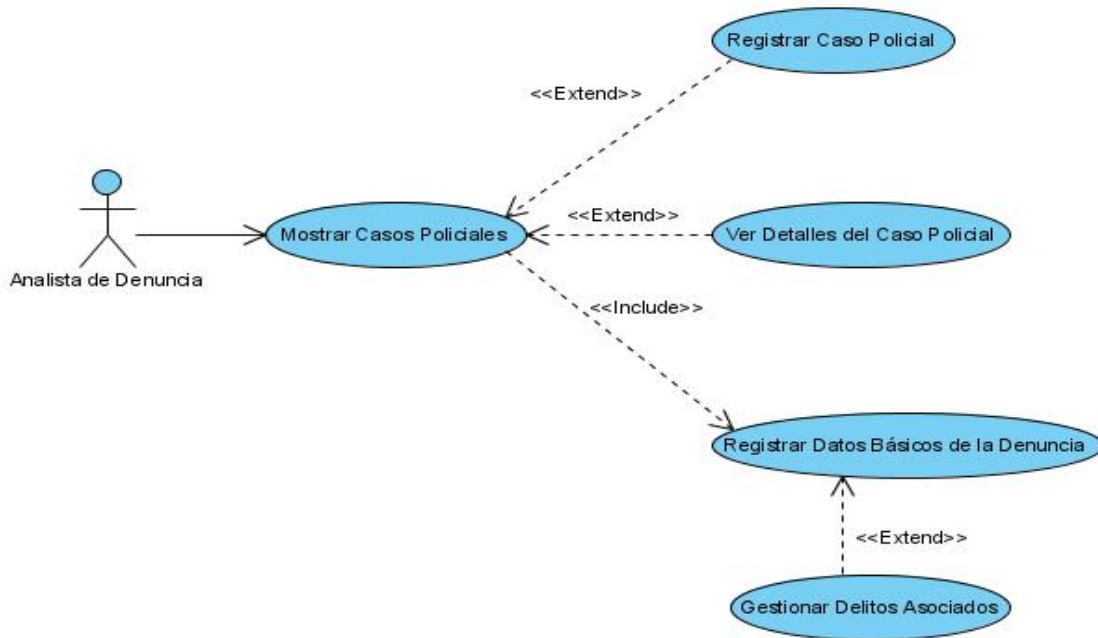 Registrar Caso Policial
<<Extend>>
Mostrar Casos Policiales
<<Extend>>
Ver Detalles del Caso Policial
Analista de Denuncia
<<Include>>
Registrar Datos Básicos de la Denuncia
<<Extend>>
Gestionar Delitos Asociados